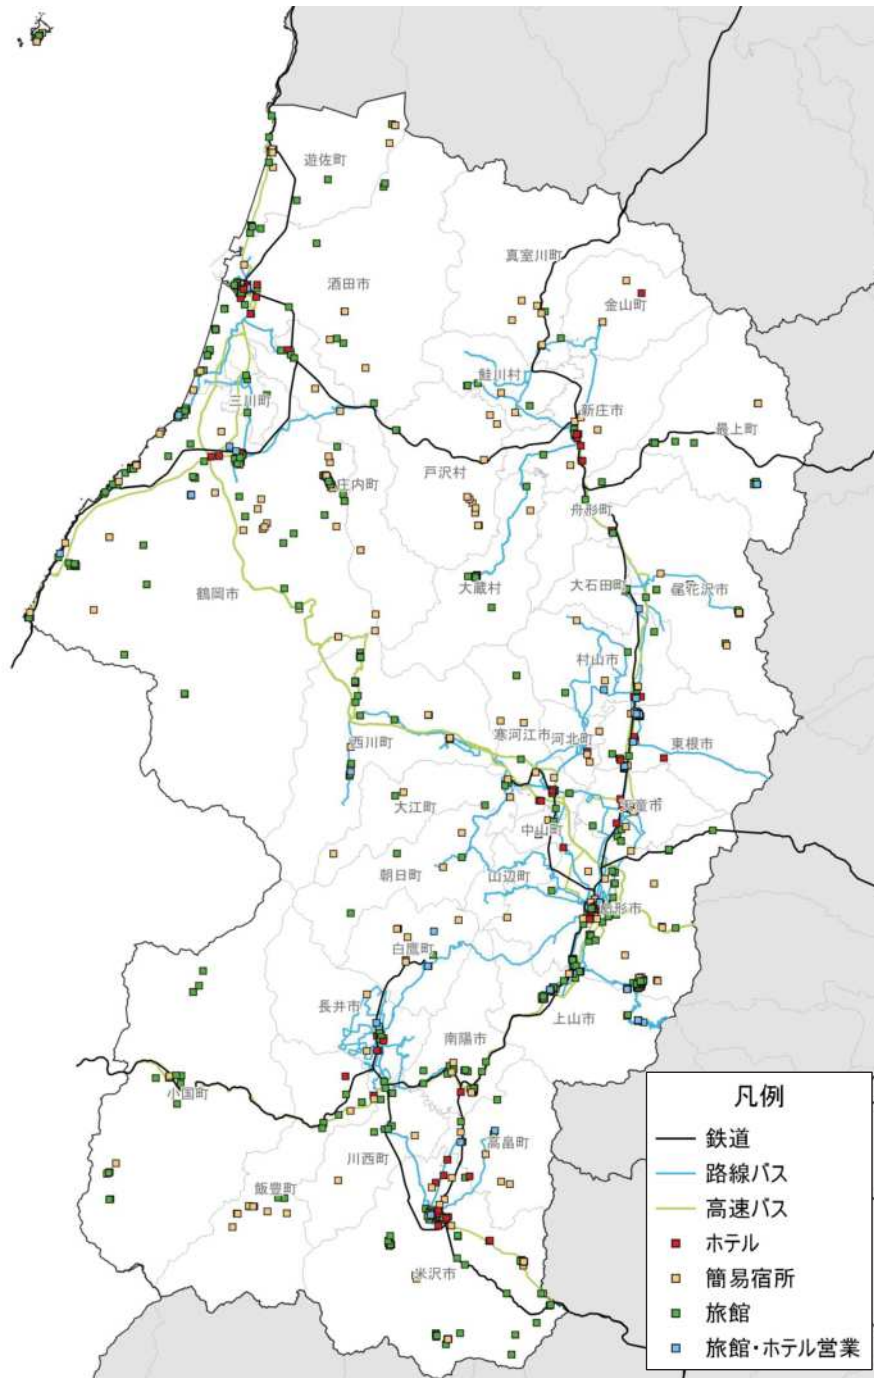 遊佐町
真室川町
酒田市
金山町
鮭川村
三川町
新庄市
最上町
戸沢村
庄内町
舟形町
大蔵村
大石田町
尾花沢市
鶴岡市
村山市
寒河江市
河北町
東根市
西川町
大江町
天童市
中山町
朝日町
山辺町
山形市
白鷹町
長井市
南陽市
上山市
小国町
高畠町
川西町
飯豊町
米沢市
凡例
鉄道
路線バス
高速バス
ホテル
簡易宿所
旅館
旅館・ホテル営業